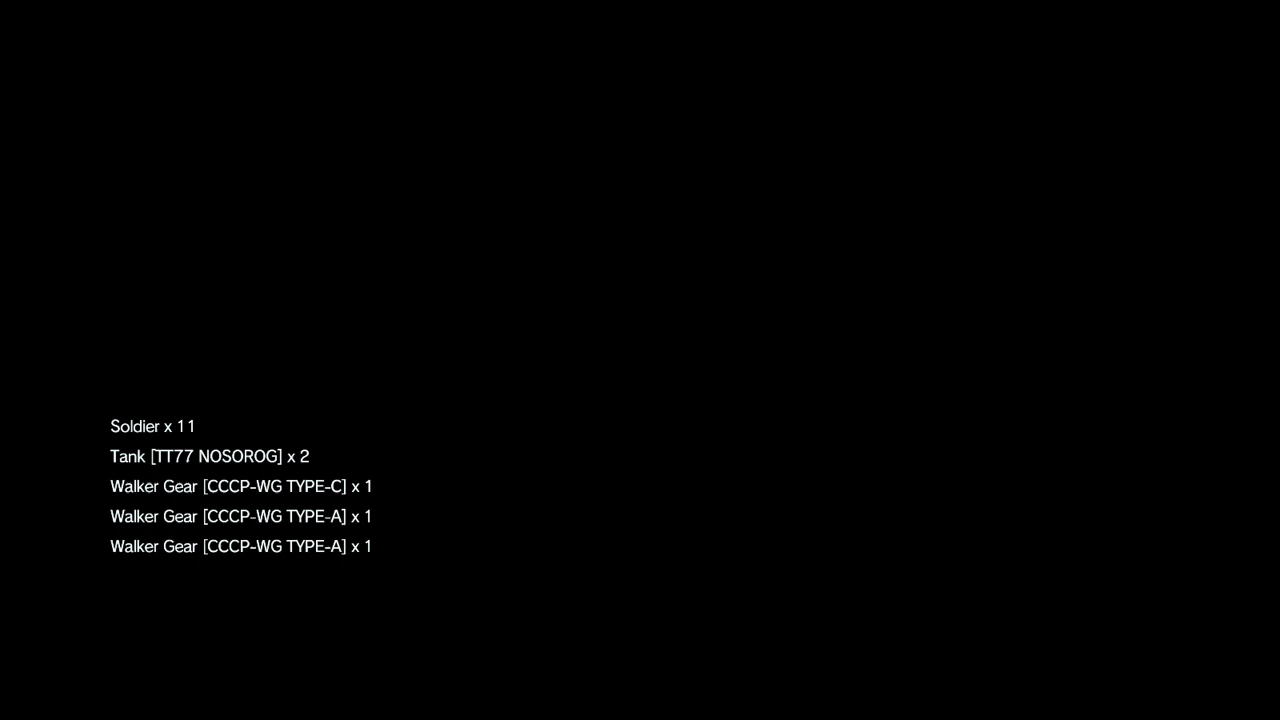 Soldier x 11
Tank [TT77 NOSOROG] x 2
Walker Gear [CCCP-WG TYPE-C] x 1
Walker Gear [CCCP-WG TYPE-A] x 1
Walker Gear [CCCP-WG TYPE-A] x 1